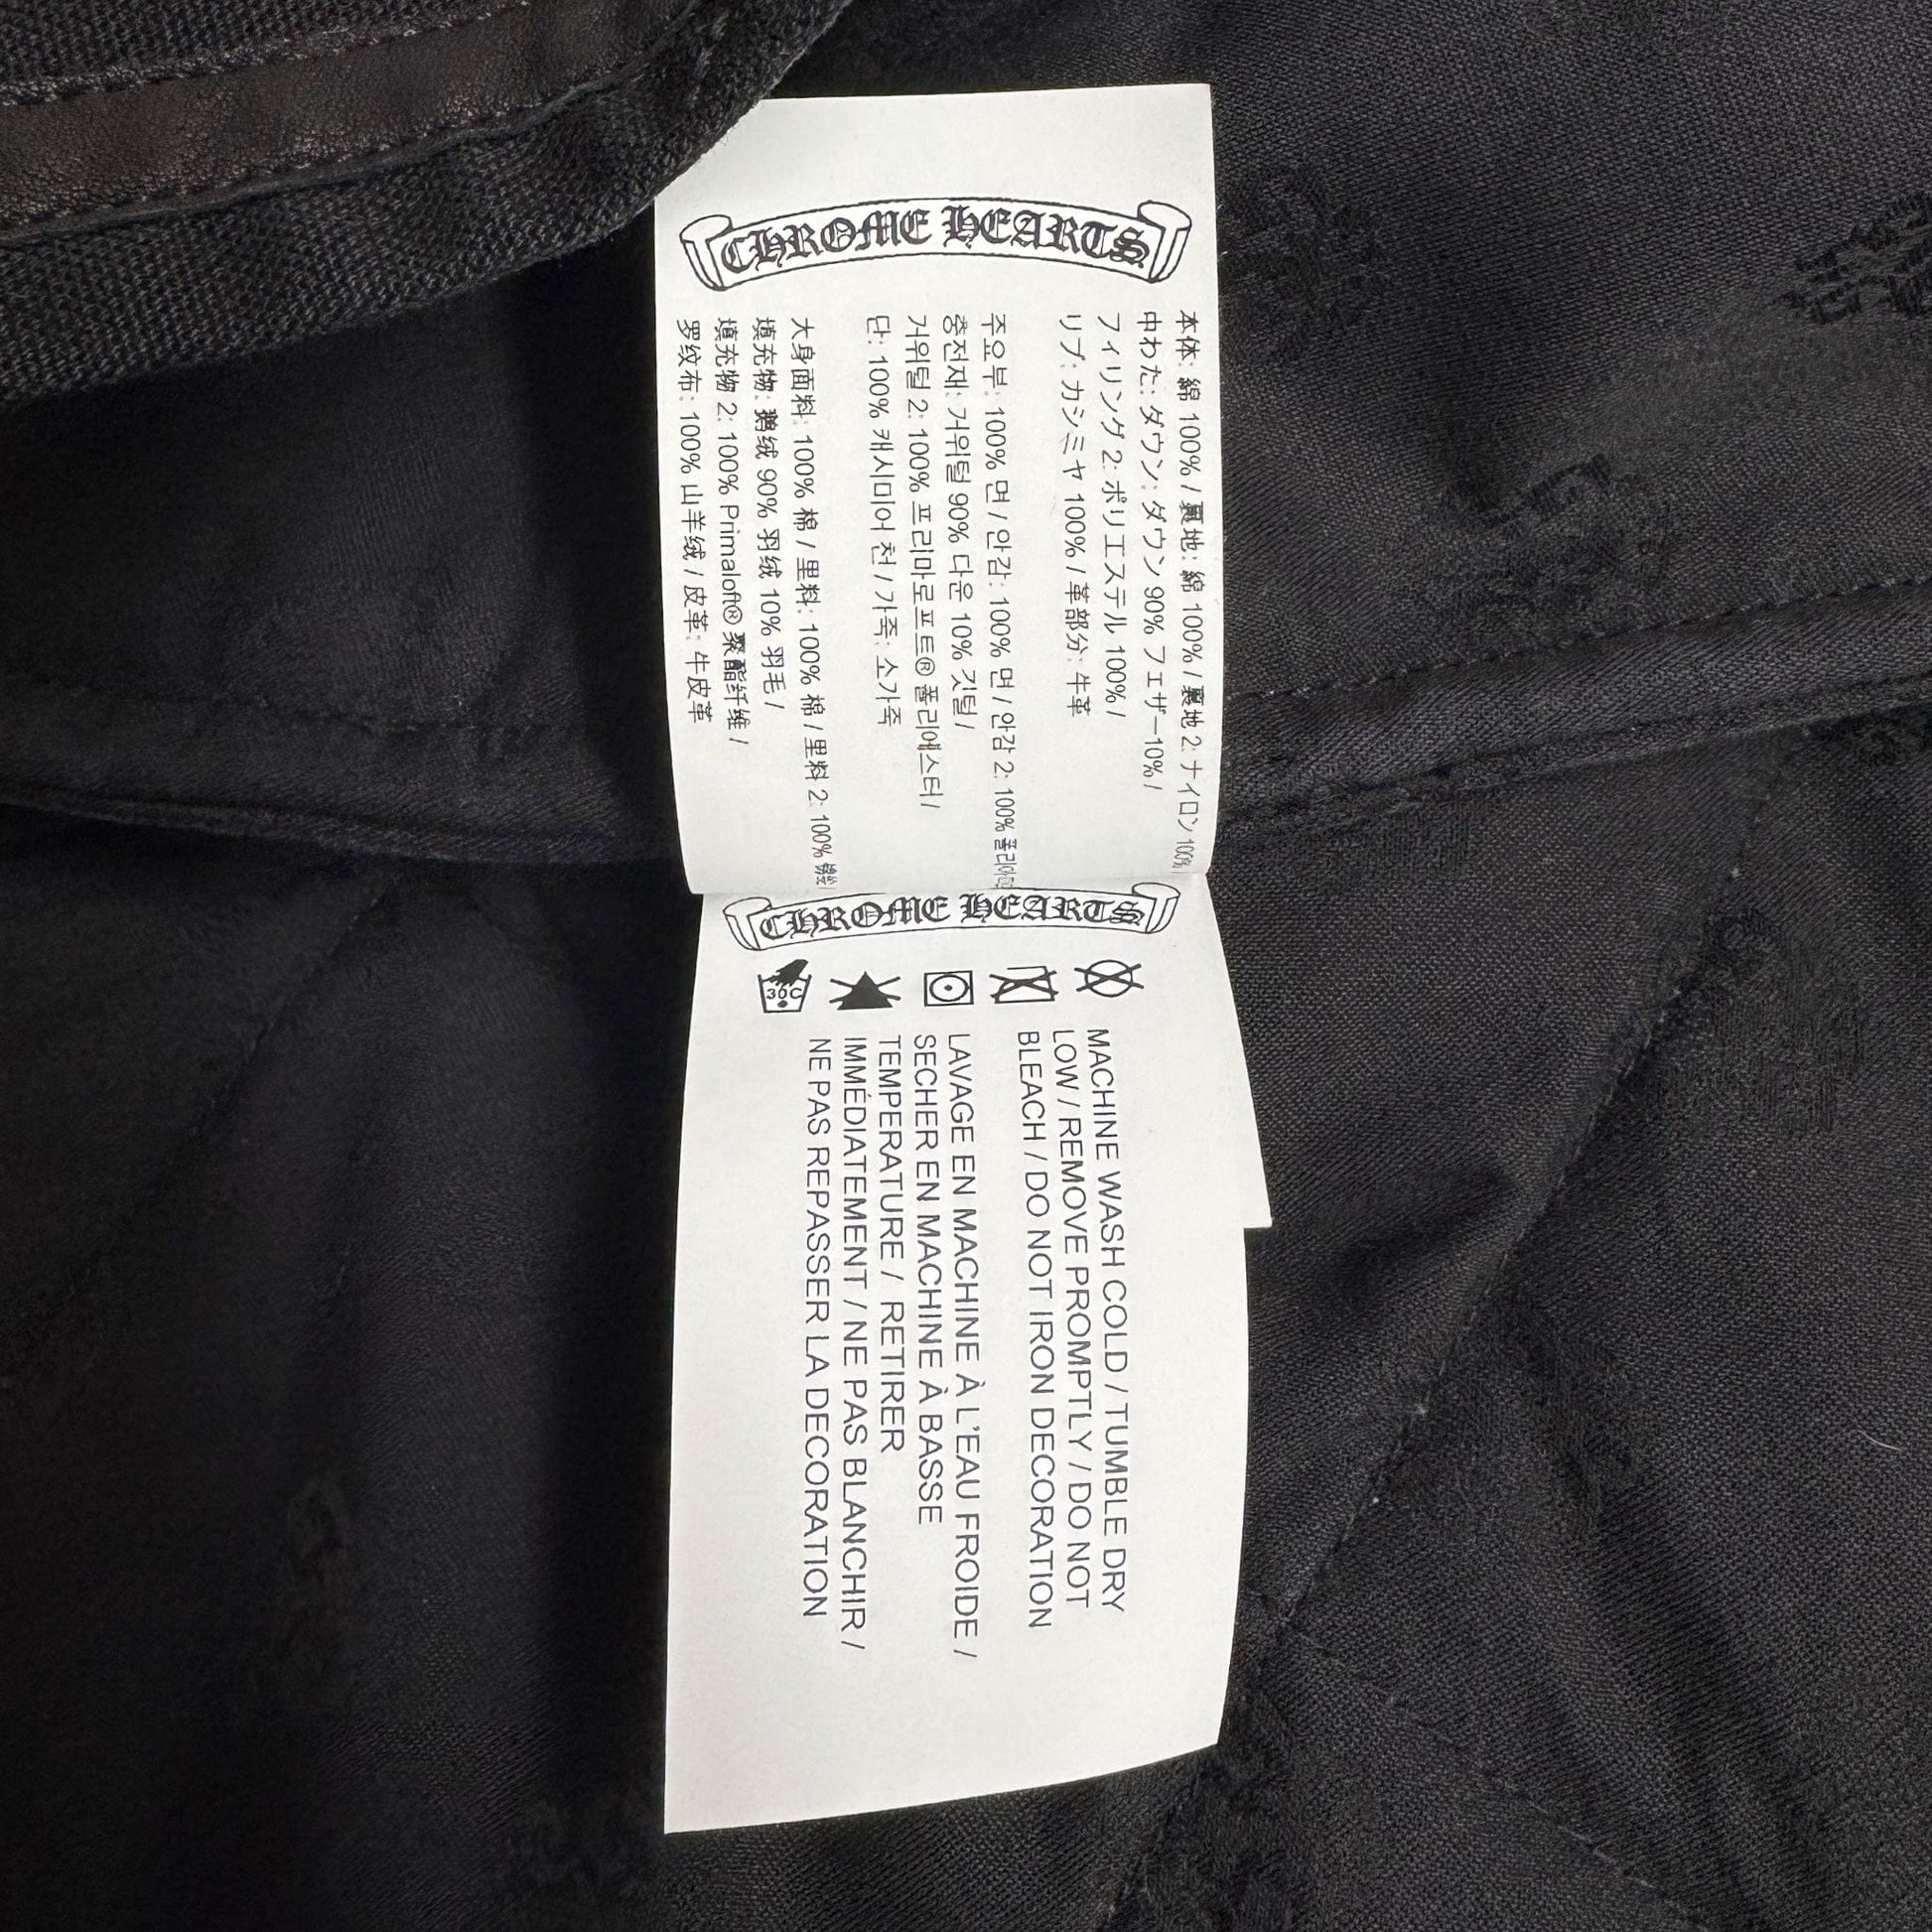 CHROME HEARTS
本体: 綿 100% / 裏地: 綿 100% / 裏地 2: ナイロン 100%
中わた: ダウン: ダウン 90% フェザー10% /
フィリング 2: ポリエステル 100% /
リブ: カシミヤ 100% / 革部分: 牛革
주요부: 100% 면 / 안감: 100% 면 / 안감 2: 100%
충전재: 거위털 90% 다운 10% 깃털 /
거위털 2: 100% 프리마로프트® 폴리에스터 /
단: 100% 캐시미어 천 / 가죽: 소가죽
大身面料: 100% 棉 / 里料: 100% 棉 / 里料 2: 100%
填充物: 鹅绒 90% 羽绒 10% 羽毛 /
填充物 2: 100% Primaloft® 聚酯纤维 /
罗纹布: 100% 山羊绒 / 皮革: 牛皮革
CHROME HEARTS
30C
MACHINE WASH COLD / TUMBLE DRY
LOW / REMOVE PROMPTLY / DO NOT
BLEACH / DO NOT IRON DECORATION
LAVAGE EN MACHINE À L'EAU FROIDE /
SECHER EN MACHINE À BASSE
TEMPERATURE / RETIRER
IMMÉDIATEMENT / NE PAS BLANCHIR /
NE PAS REPASSER LA DECORATION